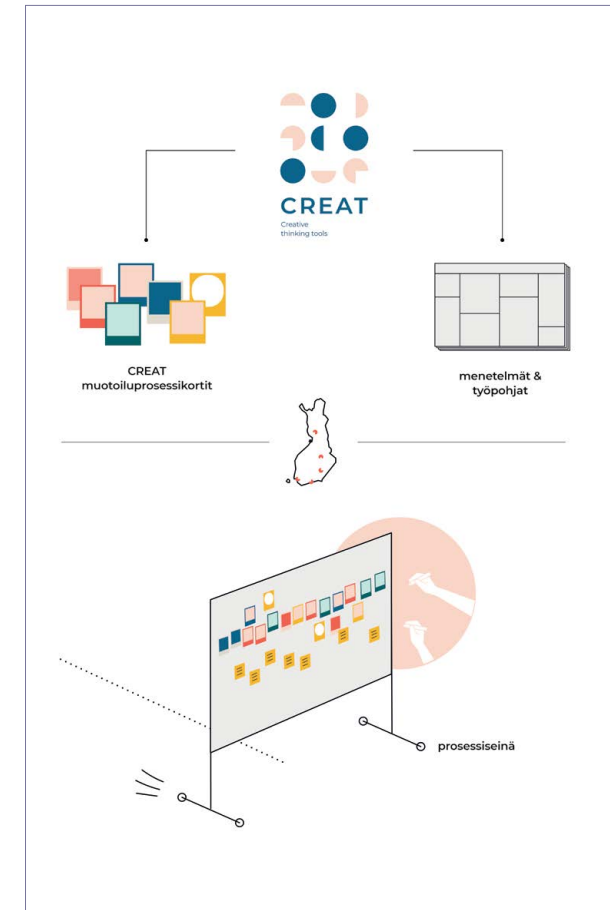 CREAT
Creative
thinking tools
CREAT
muotoiluprosessikortit
menetelmät &
työpohjat
prosessiseinä